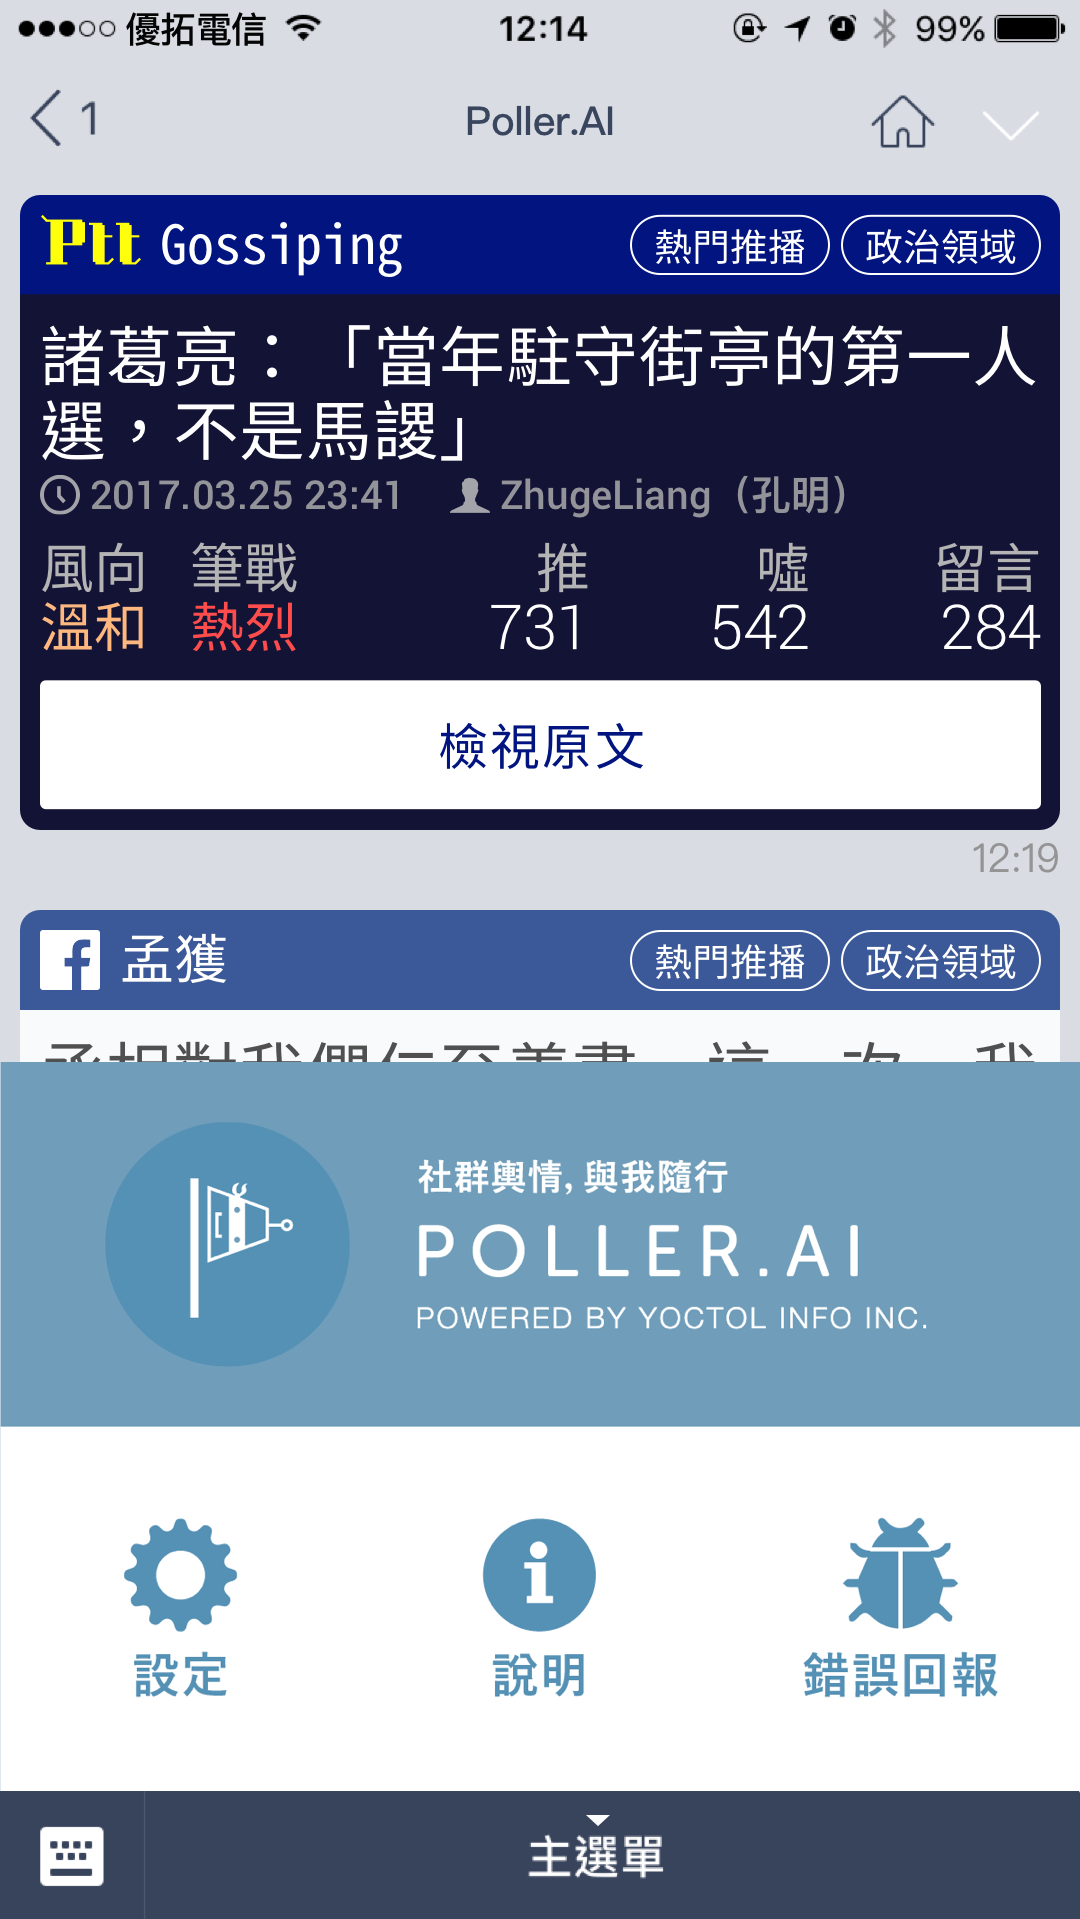 優拓電信 12:14 99%
1 Poller.AI
Ptt Gossiping 熱門推播 政治領域
諸葛亮：「當年駐守街亭的第一人
選，不是馬謖」
2017.03.25 23:41 ZhugeLiang（孔明）
風向 筆戰 推 噓 留言
溫和 熱烈 731 542 284
檢視原文
12:19
f 孟獲 熱門推播 政治領域
社群輿情, 與我隨行
POLLER.AI
POWERED BY YOCTOL INFO INC.
設定 說明 錯誤回報
主選單